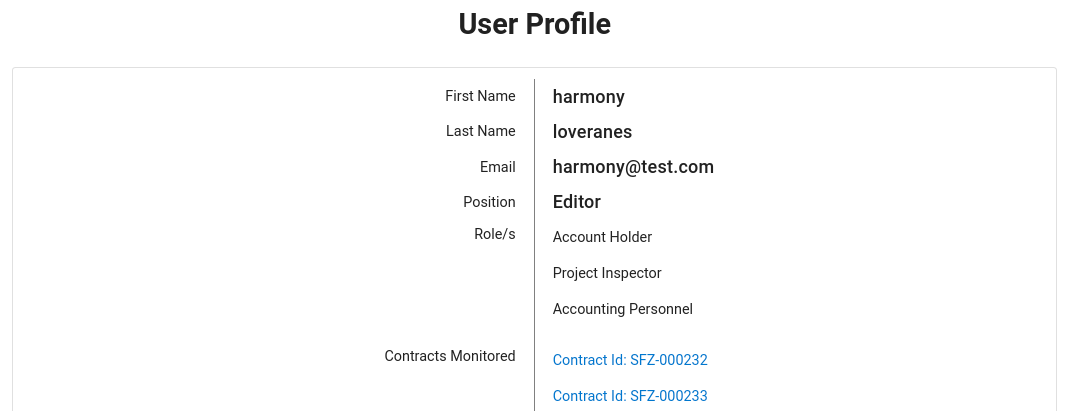 User Profile
First Name harmony
Last Name loveranes
Email harmony@test.com
Position Editor
Role/s Account Holder
Project Inspector
Accounting Personnel
Contracts Monitored Contract Id: SFZ-000232
Contract Id: SFZ-000233